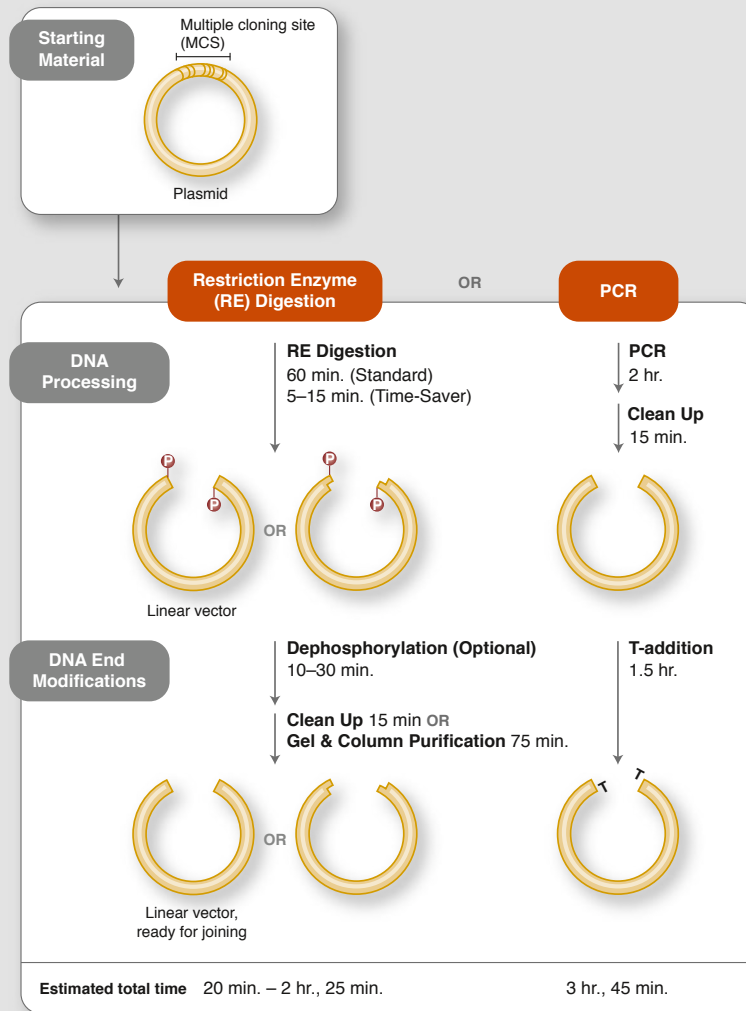 Starting
Material
Multiple cloning site
(MCS)
Plasmid
Restriction Enzyme
(RE) Digestion
OR
PCR
DNA
Processing
RE Digestion
60 min. (Standard)
5–15 min. (Time-Saver)
PCR
2 hr.
Clean Up
15 min.
P
P
OR
P
P
Linear vector
DNA End
Modifications
Dephosphorylation (Optional)
10–30 min.
Clean Up 15 min OR
Gel & Column Purification 75 min.
T-addition
1.5 hr.
OR
T
T
Linear vector,
ready for joining
Estimated total time 20 min. – 2 hr., 25 min. 3 hr., 45 min.